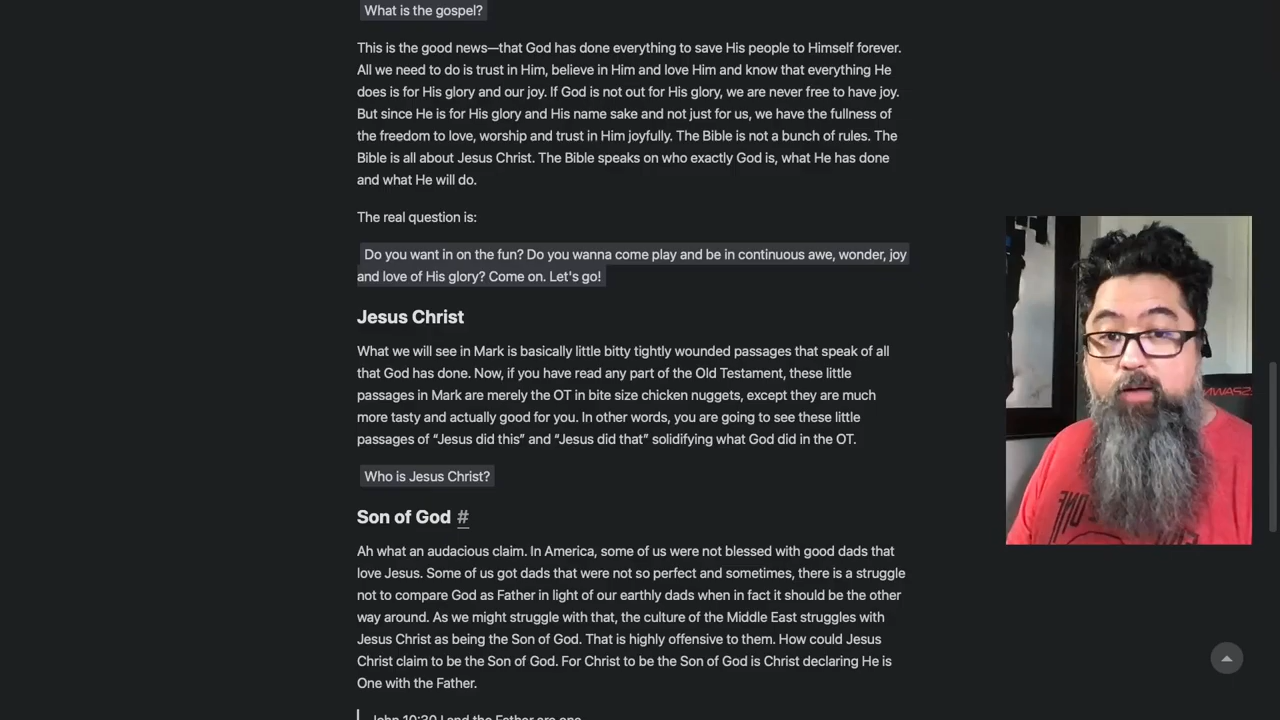 What is the gospel?
This is the good news—that God has done everything to save His people to Himself forever.
All we need to do is trust in Him, believe in Him and love Him and know that everything He
does is for His glory and our joy. If God is not out for His glory, we are never free to have joy.
But since He is for His glory and His name sake and not just for us, we have the fullness of
the freedom to love, worship and trust in Him joyfully. The Bible is not a bunch of rules. The
Bible is all about Jesus Christ. The Bible speaks on who exactly God is, what He has done
and what He will do.
The real question is:
Do you want in on the fun? Do you wanna come play and be in continuous awe, wonder, joy
and love of His glory? Come on. Let's go!
Jesus Christ
What we will see in Mark is basically little bitty tightly wounded passages that speak of all
that God has done. Now, if you have read any part of the Old Testament, these little
passages in Mark are merely the OT in bite size chicken nuggets, except they are much
more tasty and actually good for you. In other words, you are going to see these little
passages of “Jesus did this” and “Jesus did that” solidifying what God did in the OT.
Who is Jesus Christ?
Son of God #
Ah what an audacious claim. In America, some of us were not blessed with good dads that
love Jesus. Some of us got dads that were not so perfect and sometimes, there is a struggle
not to compare God as Father in light of our earthly dads when in fact it should be the other
way around. As we might struggle with that, the culture of the Middle East struggles with
Jesus Christ as being the Son of God. That is highly offensive to them. How could Jesus
Christ claim to be the Son of God. For Christ to be the Son of God is Christ declaring He is
One with the Father.
John 10:30 I and the Father are one